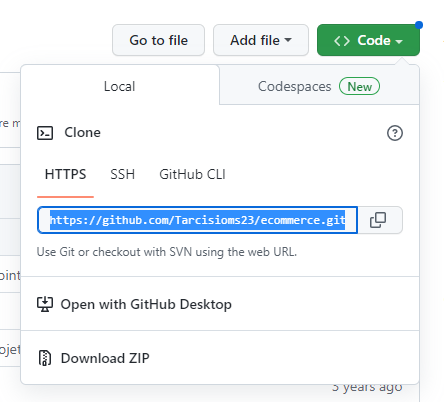 Go to file Add file Code
Local Codespaces New
re m
Clone
HTTPS SSH GitHub CLI
https://github.com/Tarcisioms23/ecommerce.git
Use Git or checkout with SVN using the web URL.
oint
Open with GitHub Desktop
ojet
Download ZIP
3 years ago